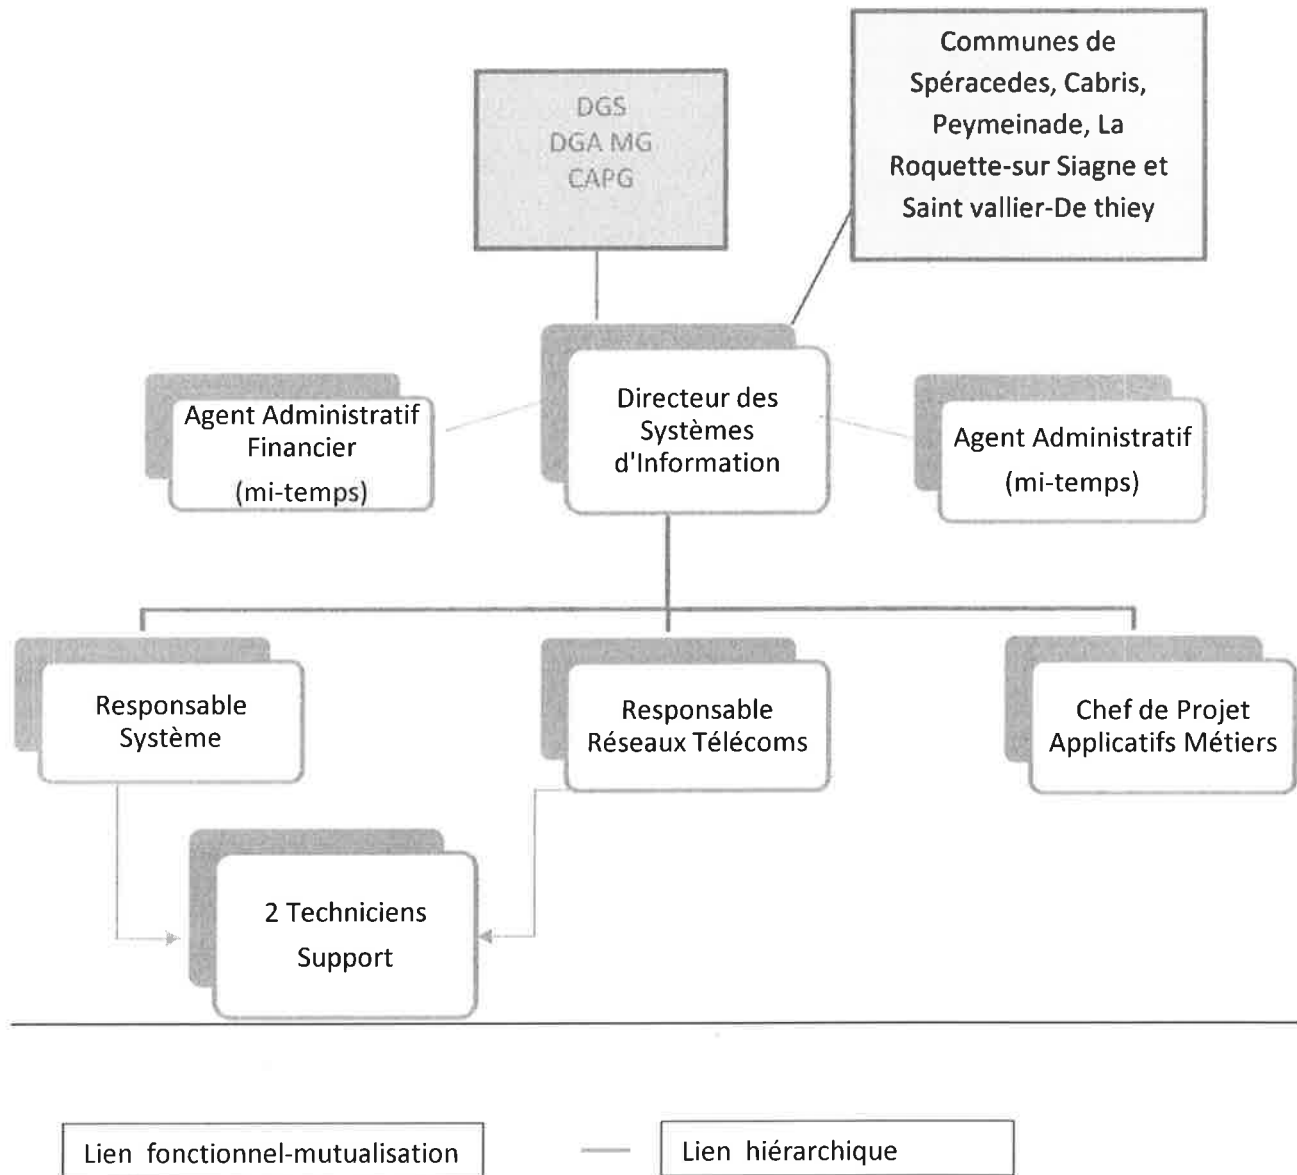 DGS
DGA MG
CAPG
Communes de
Spéracedes, Cabris,
Peymeinade, La
Roquette-sur Siagne et
Saint vallier-De thiey
Agent Administratif
Financier
(mi-temps)
Directeur des
Systèmes
d'Information
Agent Administratif
(mi-temps)
Responsable
Système
Responsable
Réseaux Télécoms
Chef de Projet
Applicatifs Métiers
2 Techniciens
Support
Lien fonctionnel-mutualisation
Lien hiérarchique